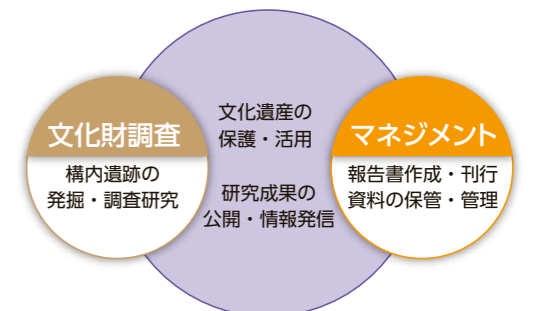 文化財調査
構内遺跡の
発掘・調査研究
文化遺産の
保護・活用
研究成果の
公開・情報発信
マネジメント
報告書作成・刊行
資料の保管・管理